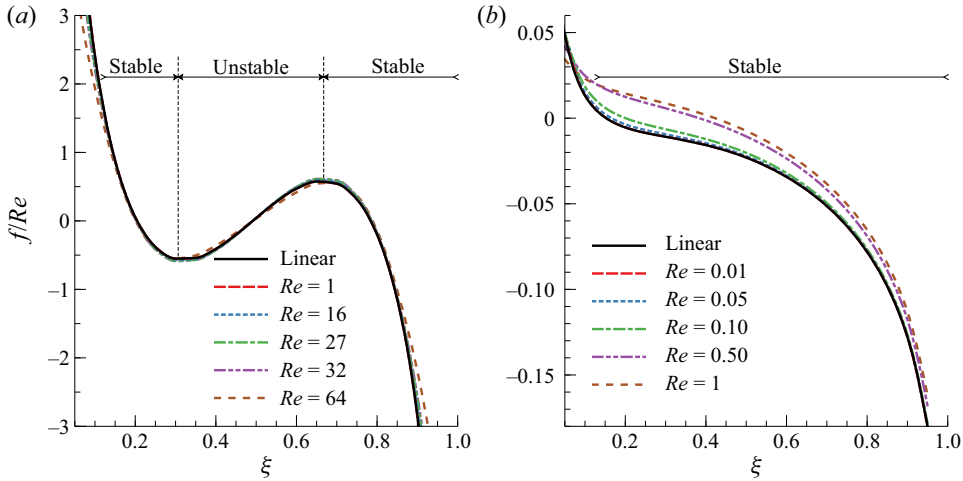 (a)
3
2
1
0
−1
−2
−3
f/Re
Stable
Unstable
Stable
Linear
Re = 1
Re = 16
Re = 27
Re = 32
Re = 64
0.2
0.4
0.6
0.8
1.0
ξ
(b)
0.05
0
−0.05
−0.10
−0.15
Stable
Linear
Re = 0.01
Re = 0.05
Re = 0.10
Re = 0.50
Re = 1
0.2
0.4
0.6
0.8
1.0
ξ